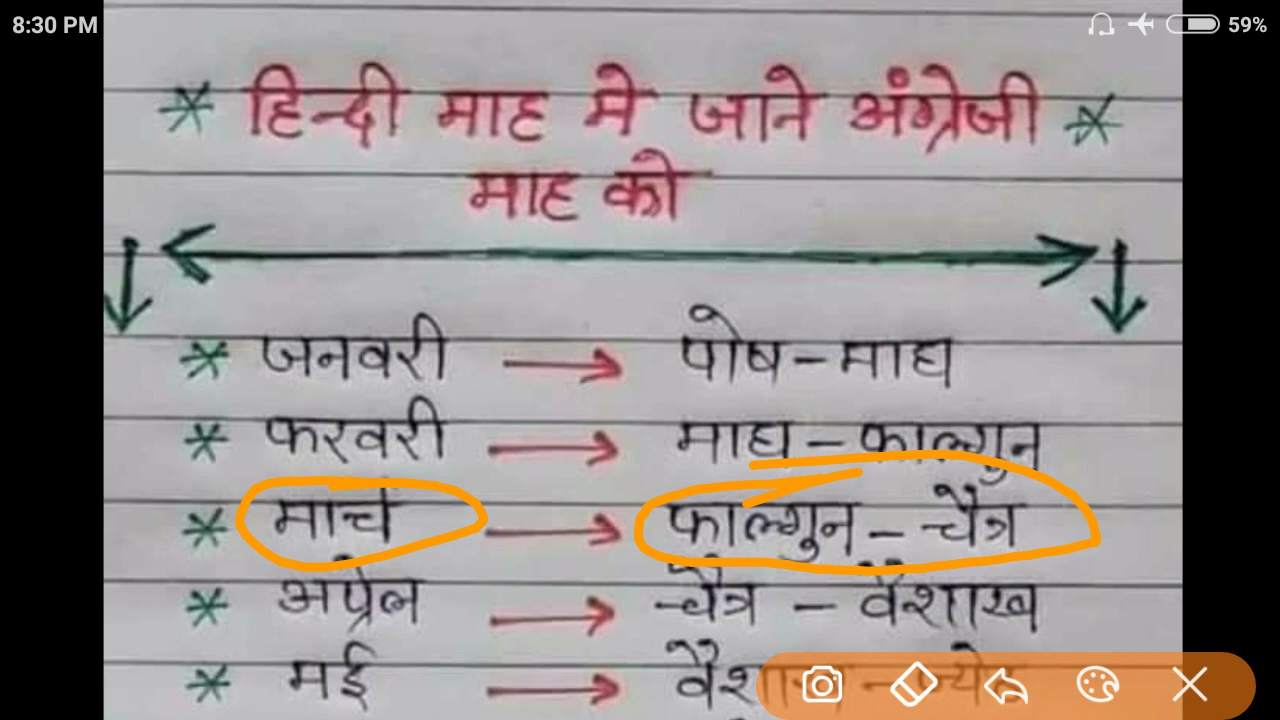 8:30 PM 59%
* हिन्दी माह मे जाने अंग्रेजी *
माह को
* जनवरी → पोष-माघ
* फरवरी → माघ - फाल्गुन
* मार्च → फाल्गुन - चैत्र
* अप्रैल → चैत्र - वैशाख
* मई →